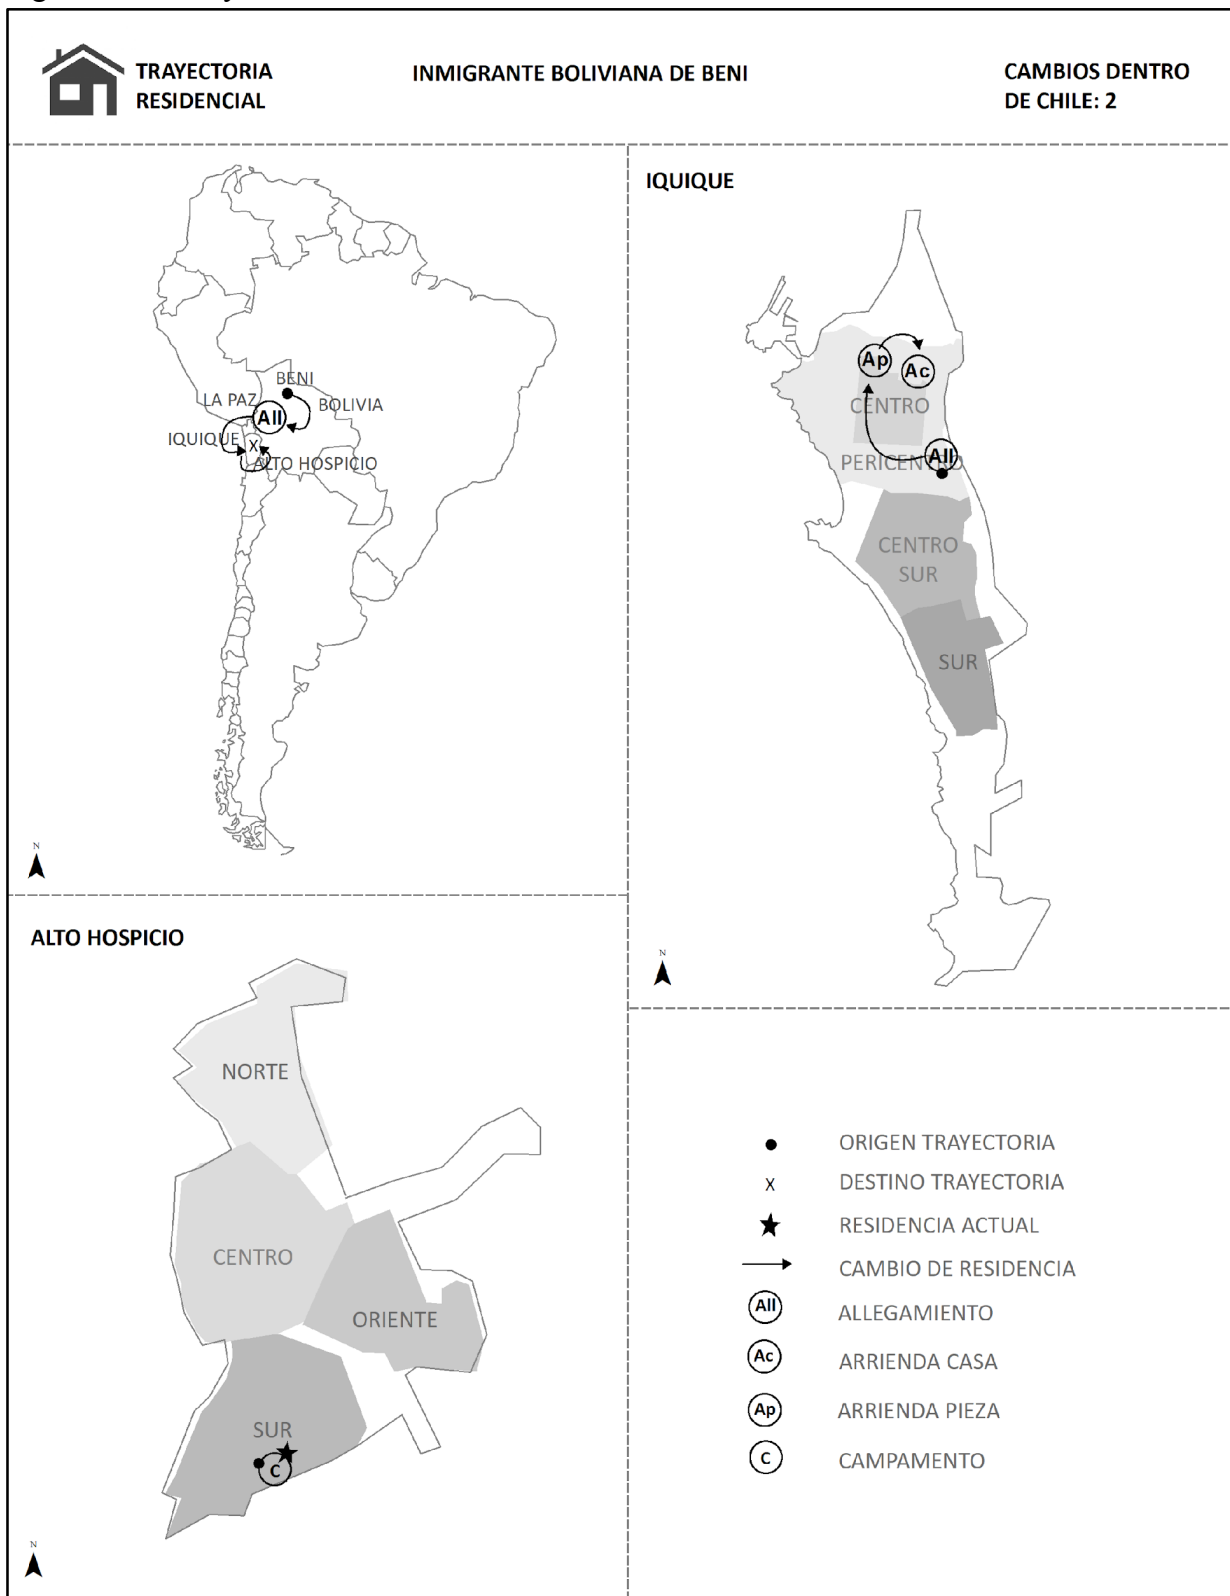 TRAYECTORIA
RESIDENCIAL
INMIGRANTE BOLIVIANA DE BENI
CAMBIOS DENTRO
DE CHILE: 2
BENI
LA PAZ
All
BOLIVIA
IQUIQUE
X
ALTO HOSPICIO
N
IQUIQUE
Ap
Ac
CENTRO
All
PERICENTRO
CENTRO
SUR
SUR
N
ALTO HOSPICIO
NORTE
CENTRO
ORIENTE
SUR
C
N
ORIGEN TRAYECTORIA
X DESTINO TRAYECTORIA
RESIDENCIA ACTUAL
CAMBIO DE RESIDENCIA
All ALLEGAMIENTO
Ac ARRIENDA CASA
Ap ARRIENDA PIEZA
C CAMPAMENTO